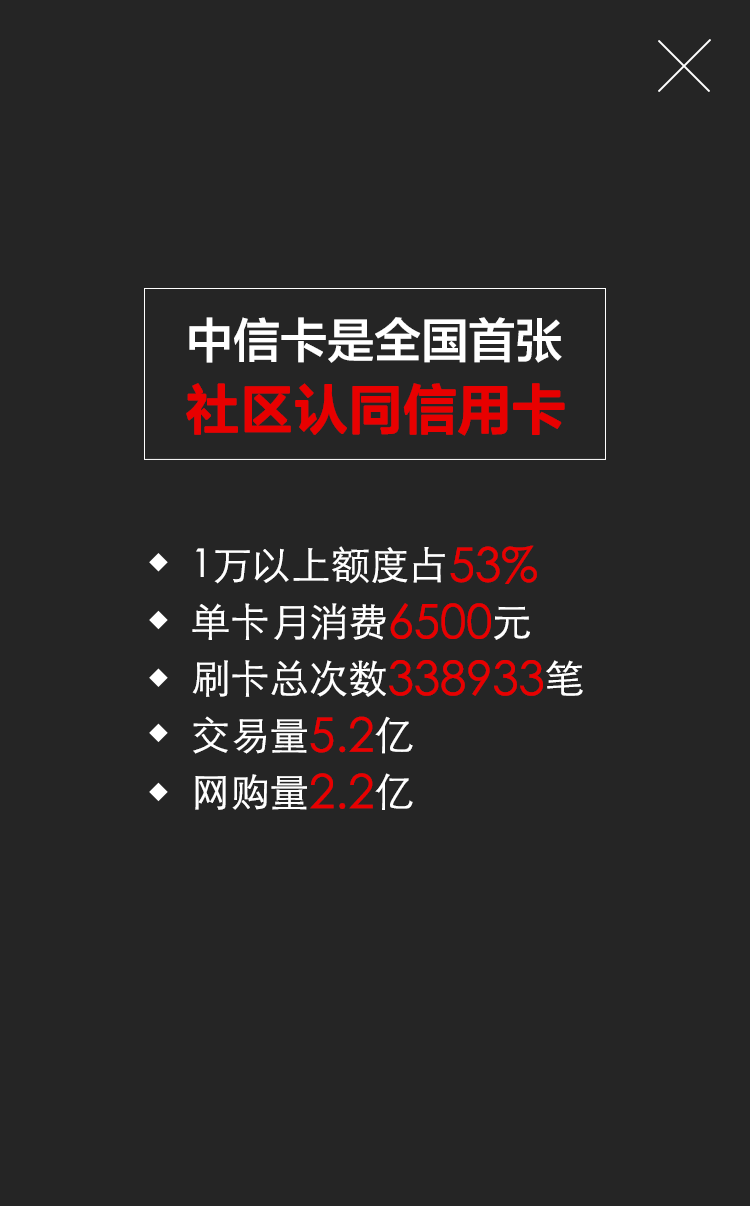 中信卡是全国首张
社区认同信用卡
◆ 1万以上额度占53%
◆ 单卡月消费6500元
◆ 刷卡总次数338933笔
◆ 交易量5.2亿
◆ 网购量2.2亿